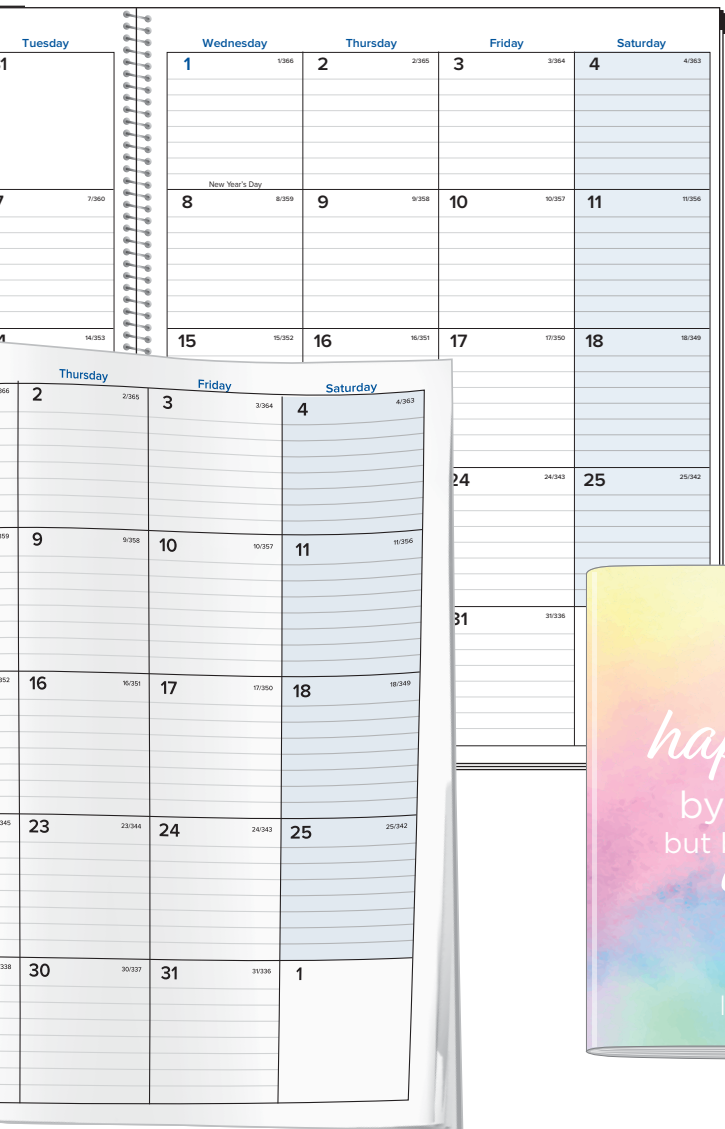 Tuesday Wednesday Thursday Friday Saturday
1 1/366 2 2/365 3 3/364 4 4/363
New Year's Day
7/360 8 8/359 9 9/358 10 10/357 11 11/356
14/353 15 15/352 16 16/351 17 17/350 18 18/349
24 24/343 25 25/342
31 31/336
Thursday Friday Saturday
2 2/365 3 3/364 4 4/363
9 9/358 10 10/357 11 11/356
16 16/351 17 17/350 18 18/349
23 23/344 24 24/343 25 25/342
30 30/337 31 31/336 1
hap
by
but